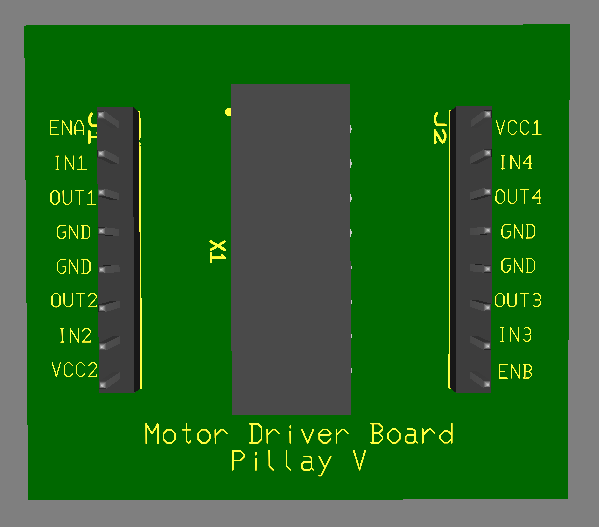 J1
ENA
IN1
OUT1
GND
GND
OUT2
IN2
VCC2
X1
J2
VCC1
IN4
OUT4
GND
GND
OUT3
IN3
ENB
Motor Driver Board
Pillay V